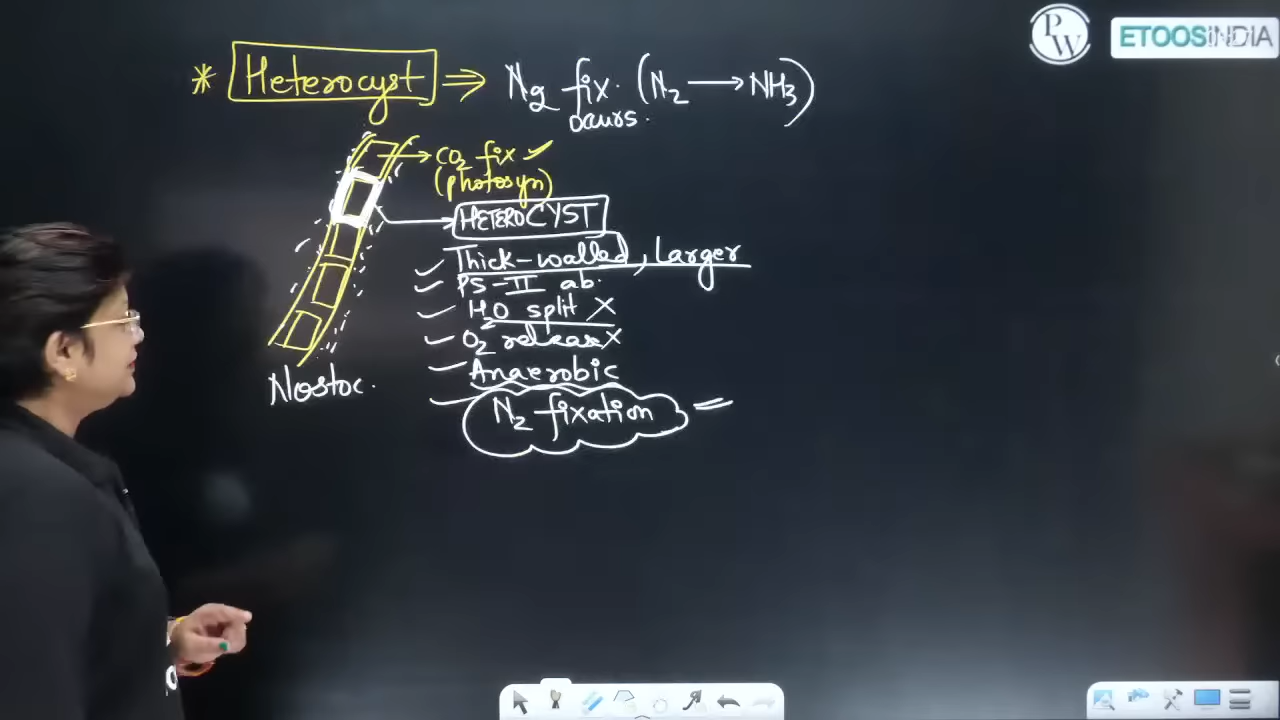 PW
ETOOSINDIA
* Heterocyst ⇒ N2 fix. (N2 → NH3)
occurs.
→ CO2 fix ✓
(photosyn)
→ HETEROCYST
✓ Thick-walled, larger
✓ PS-II ab.
✓ H2O split X
✓ O2 release X
Anaerobic
N2 fixation =
Nostoc.